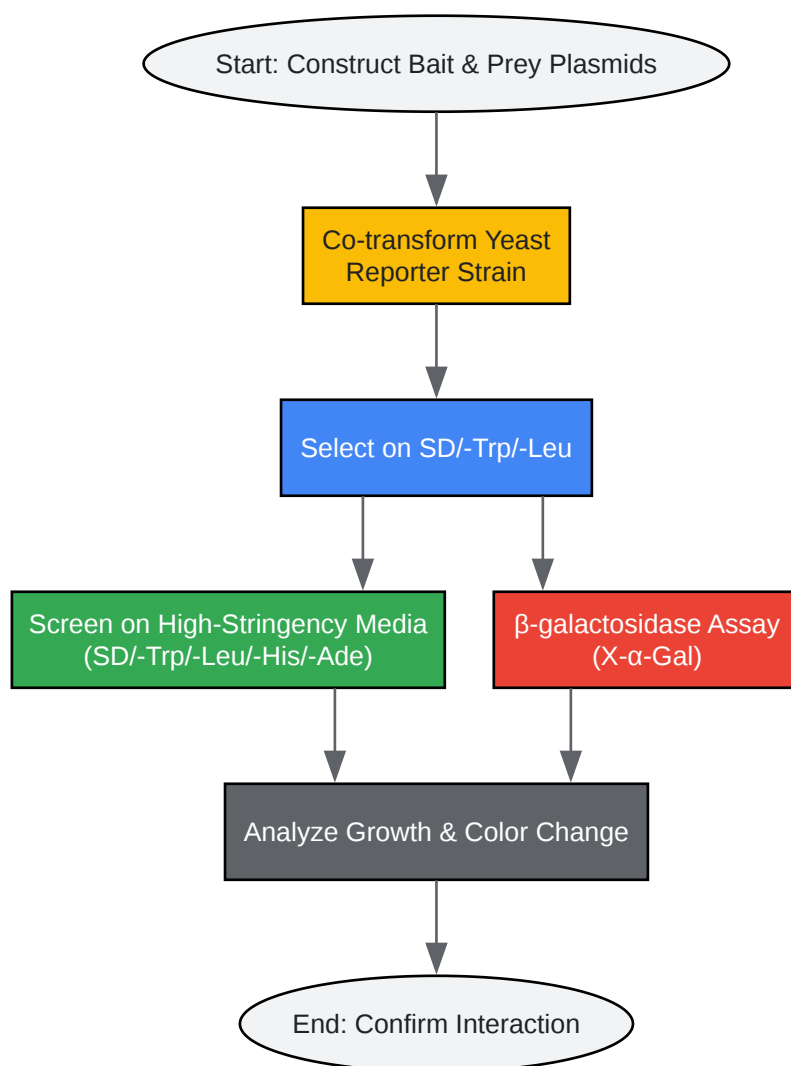 Start: Construct Bait & Prey Plasmids
Co-transform Yeast
Reporter Strain
Select on SD/-Trp/-Leu
Screen on High-Stringency Media
(SD/-Trp/-Leu/-His/-Ade)
β-galactosidase Assay
(X-α-Gal)
Analyze Growth & Color Change
End: Confirm Interaction